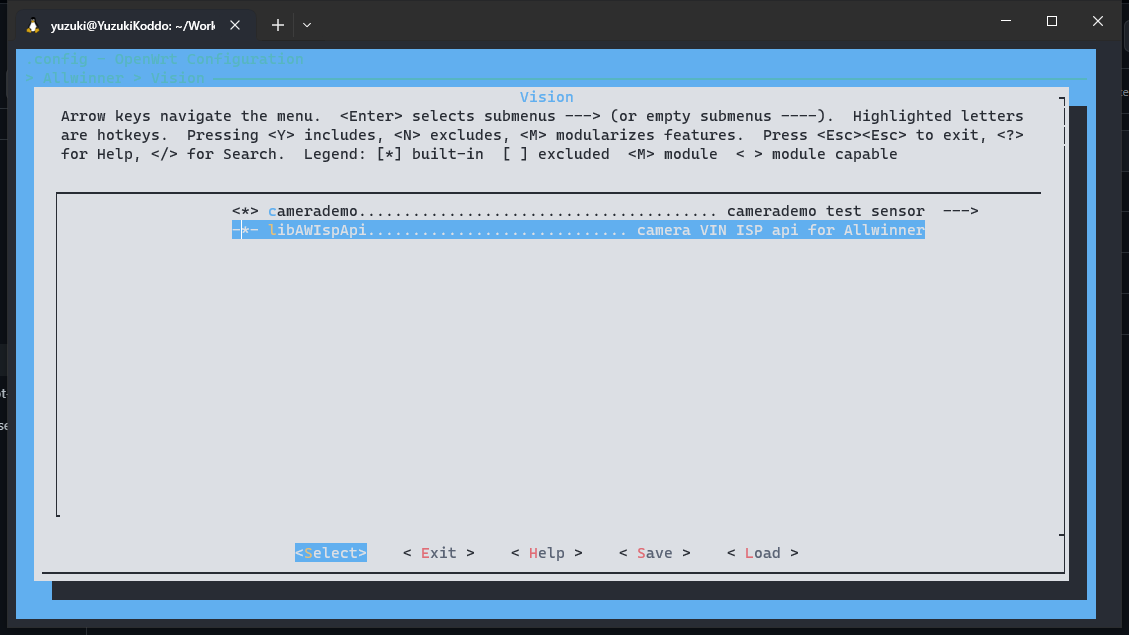 yuzuki@YuzukiKoddo: ~/Work
.config - OpenWrt Configuration
> Allwinner > Vision
Vision
Arrow keys navigate the menu.  <Enter> selects submenus ---> (or empty submenus ----).  Highlighted letters
are hotkeys.  Pressing <Y> includes, <N> excludes, <M> modularizes features.  Press <Esc><Esc> to exit, <?>
for Help, </> for Search.  Legend: [*] built-in  [ ] excluded  <M> module  < > module capable
<*> camerademo........................................ camerademo test sensor  --->
-*- libAWIspApi............................. camera VIN ISP api for Allwinner
<Select>    < Exit >    < Help >    < Save >    < Load >